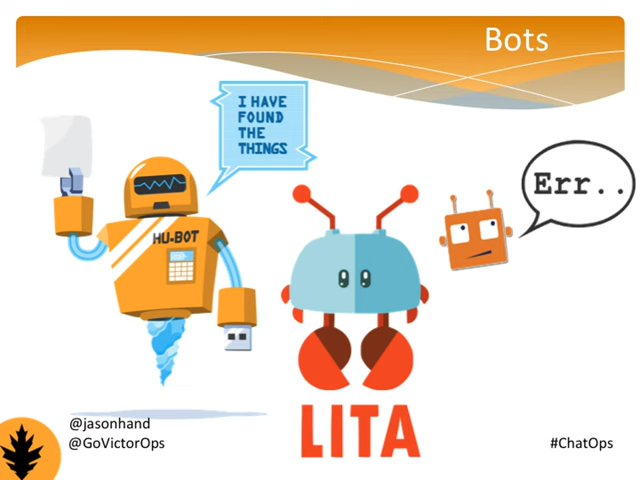 Bots
I HAVE
FOUND
THE
THINGS
Err..
HU•BOT
LITA
@jasonhand
@GoVictorOps
#ChatOps